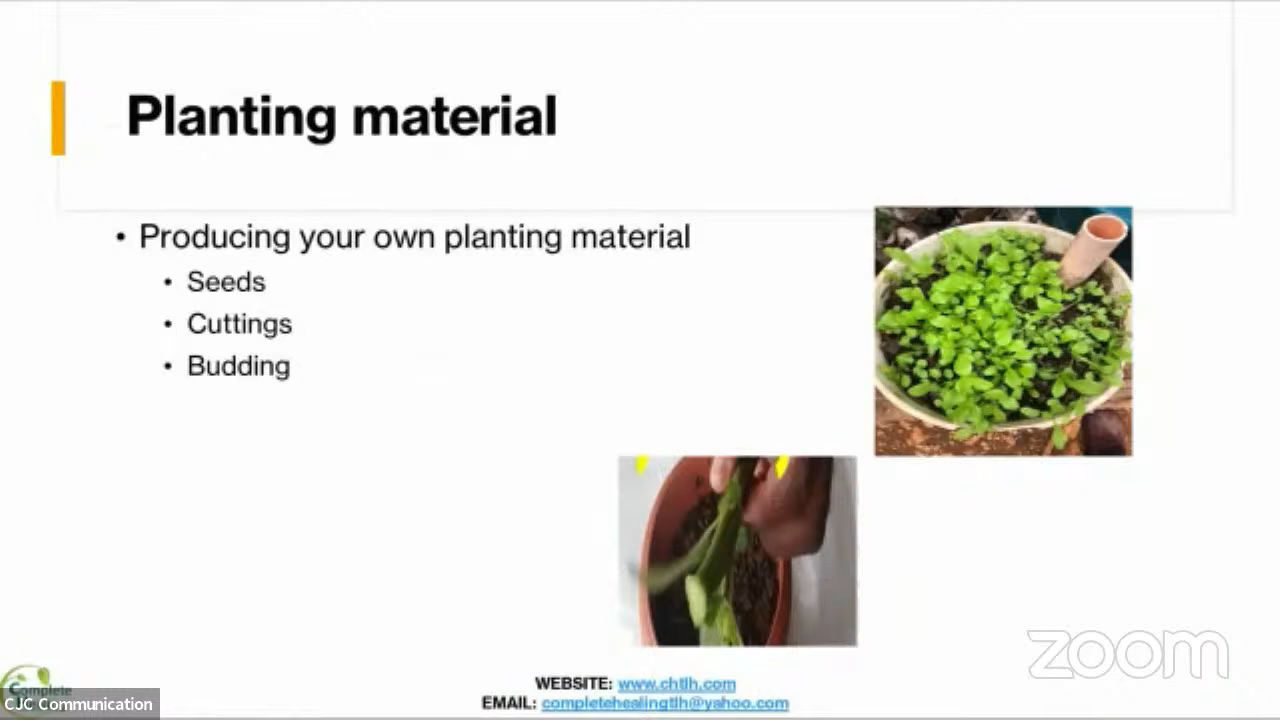 Planting material
• Producing your own planting material
• Seeds
• Cuttings
• Budding
zoom
WEBSITE: www.chtlh.com
EMAIL: completehealingtlh@yahoo.com
Complete
CJC Communication